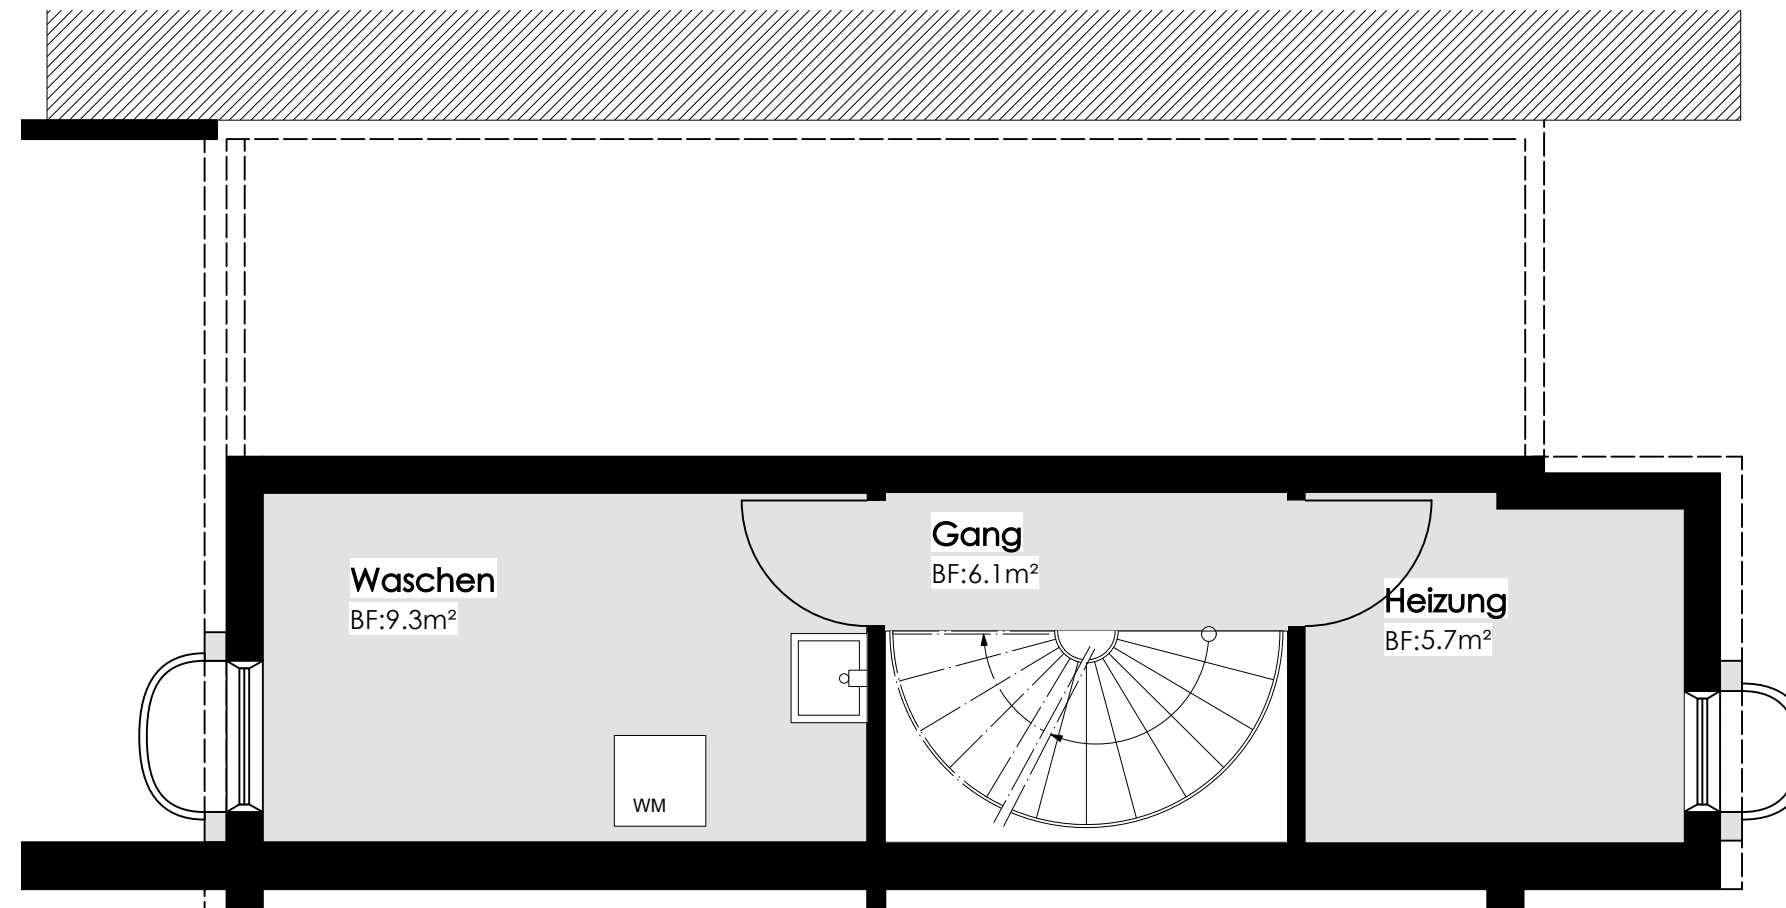 Waschen
BF:9.3m²
Gang
BF:6.1m²
Heizung
BF:5.7m²
WM